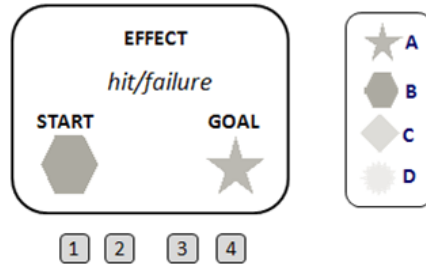 EFFECT
hit/failure
START GOAL
1 2 3 4
A
B
C
D